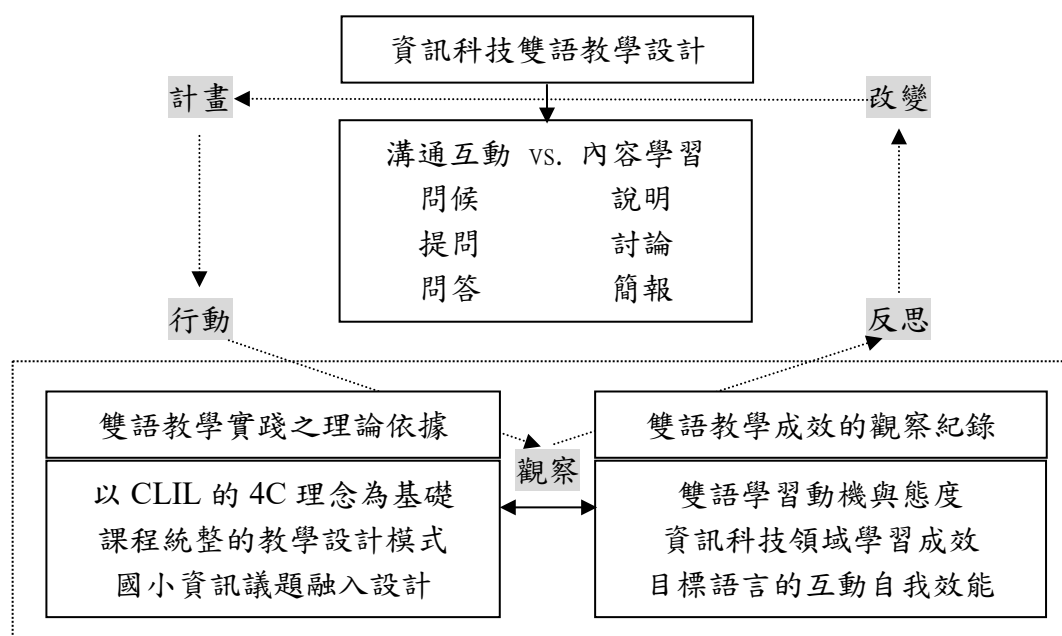 資訊科技雙語教學設計
計畫
改變
溝通互動 vs. 內容學習
問候 說明
提問 討論
問答 簡報
行動
反思
雙語教學實踐之理論依據
雙語教學成效的觀察紀錄
觀察
以 CLIL 的 4C 理念為基礎
課程統整的教學設計模式
國小資訊議題融入設計
雙語學習動機與態度
資訊科技領域學習成效
目標語言的互動自我效能